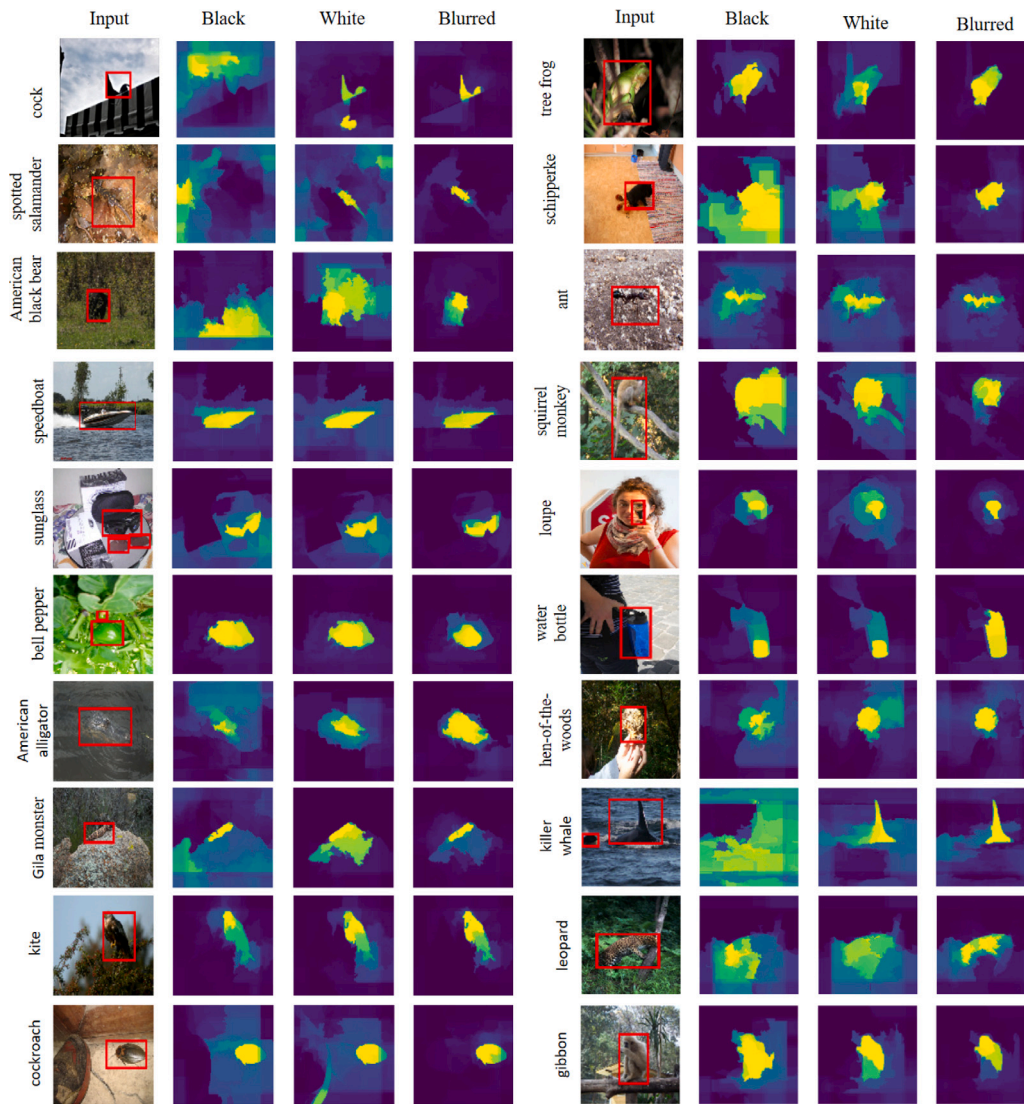 Input Black White Blurred
cock
spotted
salamander
American
black bear
speedboat
sunglass
bell pepper
American
alligator
Gila monster
kite
cockroach
Input Black White Blurred
tree frog
schipperke
ant
squirrel
monkey
loupe
water
bottle
hen-of-the-
woods
killer
whale
leopard
gibbon